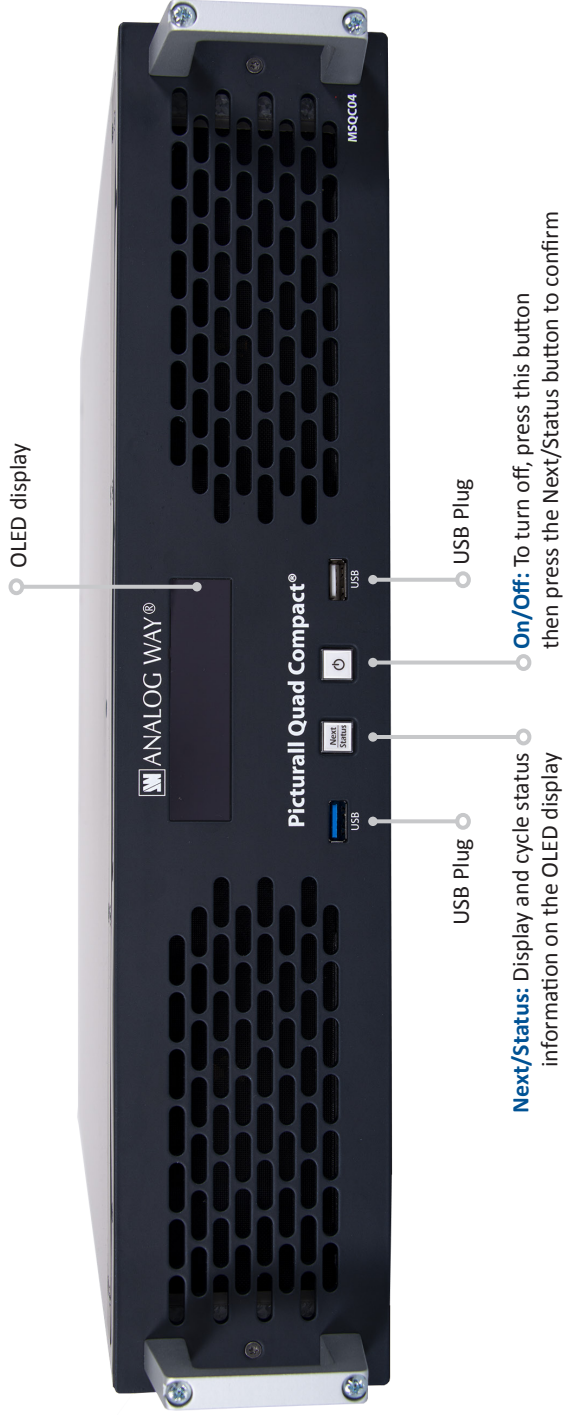 OLED display
ANALOG WAY®
Picturall Quad Compact®
MSQC04
USB
Next
Status
USB
USB Plug
USB Plug
Next/Status: Display and cycle status
information on the OLED display
On/Off: To turn off, press this button
then press the Next/Status button to confirm